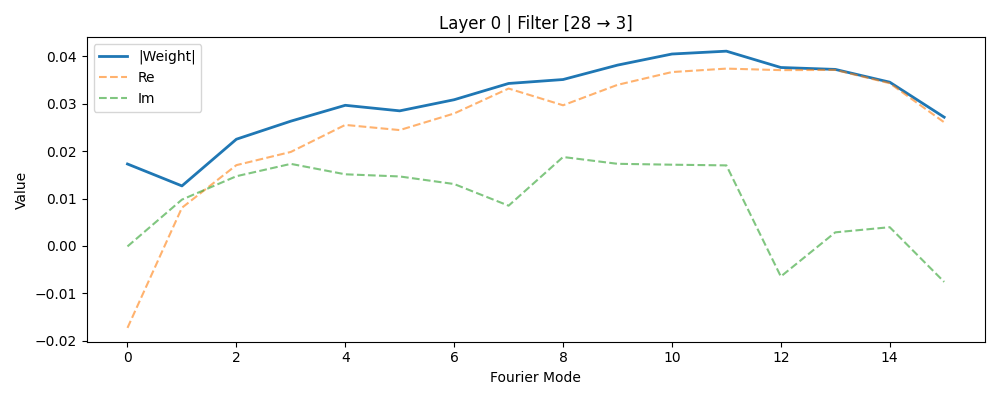 Layer 0 | Filter [28 → 3]
|Weight|
Re
Im
0.04
0.03
0.02
0.01
0.00
−0.01
−0.02
Value
0 2 4 6 8 10 12 14
Fourier Mode